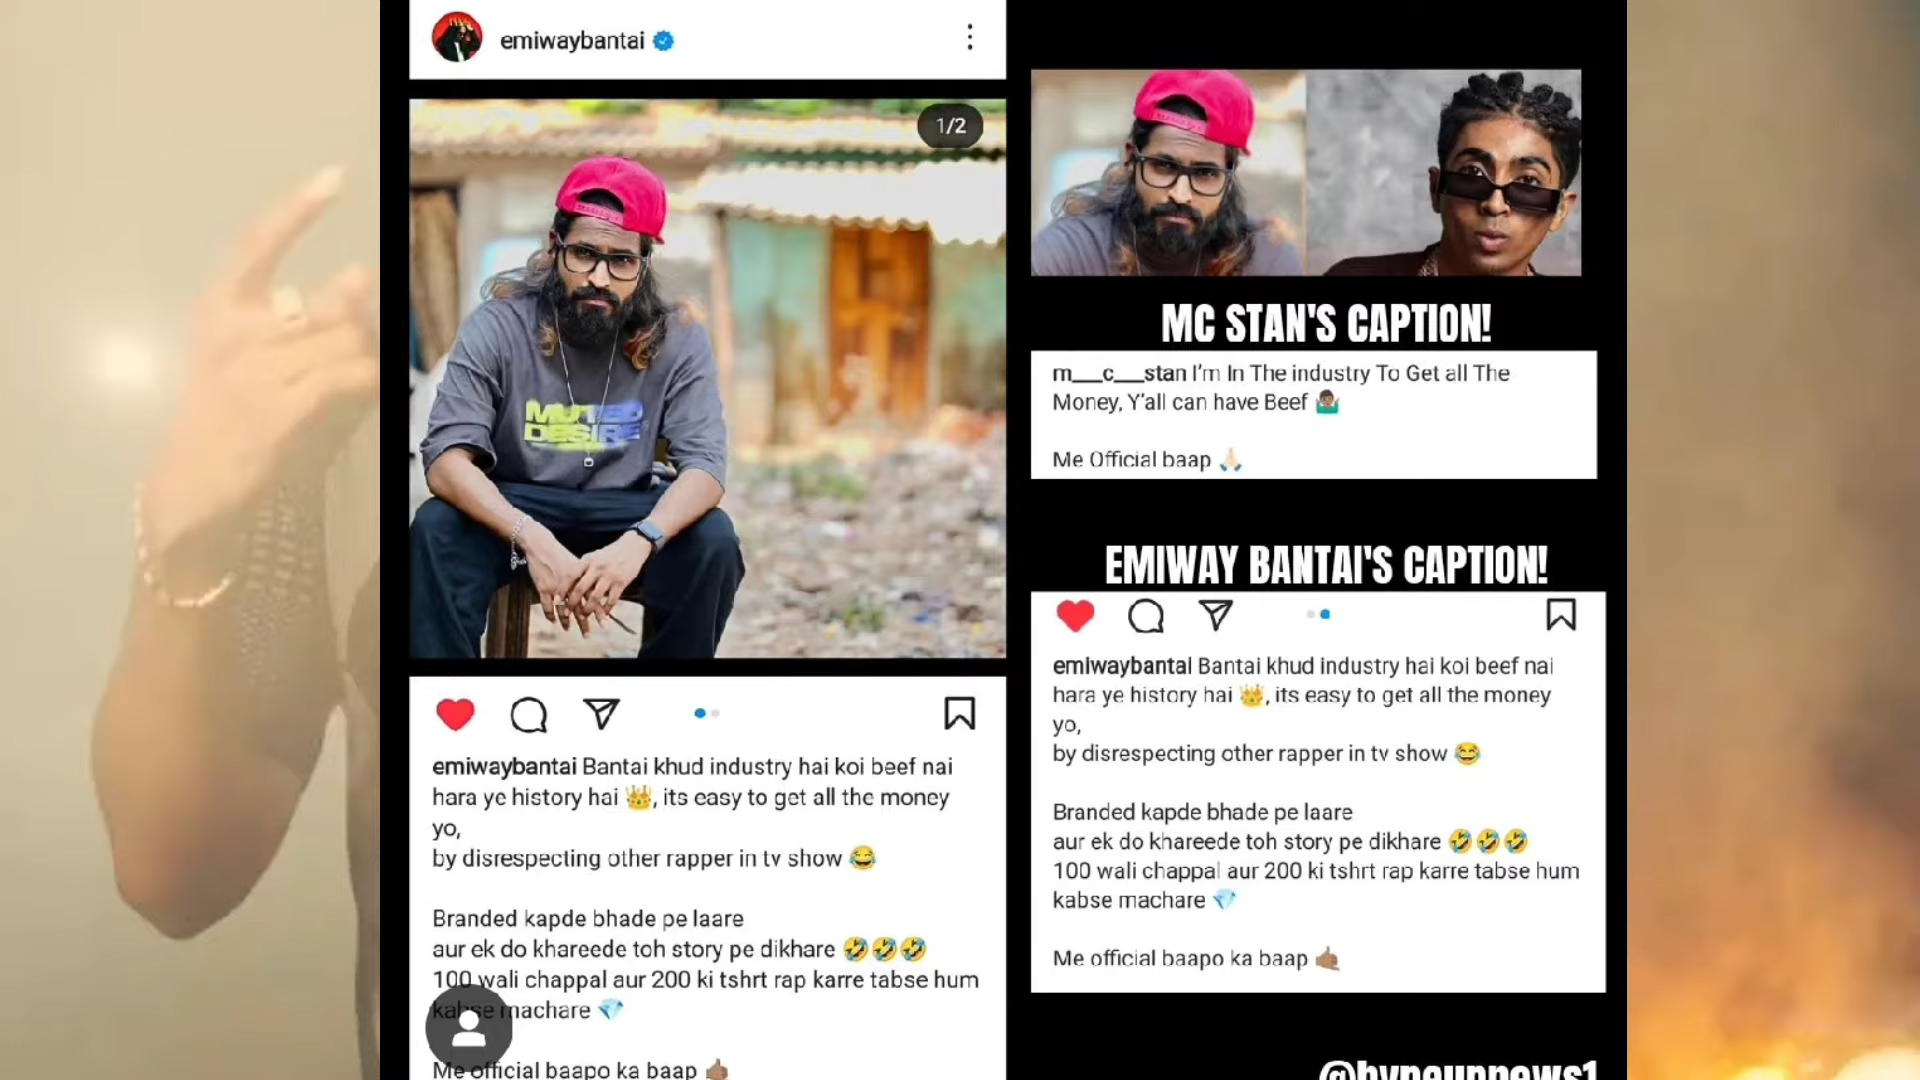 emiwaybantai
1/2
MUTED
DESIRE
emiwaybantai Bantai khud industry hai koi beef nai
hara ye history hai 👑, its easy to get all the money
yo,
by disrespecting other rapper in tv show 😂
Branded kapde bhade pe laare
aur ek do khareede toh story pe dikhare 🤣🤣🤣
100 wali chappal aur 200 ki tshrt rap karre tabse hum
kabse machare 💎
Me official baapo ka baap 🤙🏽
MC STAN'S CAPTION!
m___c___stan I'm In The industry To Get all The
Money, Y'all can have Beef 🤷🏽‍♂️
Me Official baap 🙏🏻
EMIWAY BANTAI'S CAPTION!
emiwaybantai Bantai khud industry hai koi beef nai
hara ye history hai 👑, its easy to get all the money
yo,
by disrespecting other rapper in tv show 😂
Branded kapde bhade pe laare
aur ek do khareede toh story pe dikhare 🤣🤣🤣
100 wali chappal aur 200 ki tshrt rap karre tabse hum
kabse machare 💎
Me official baapo ka baap 🤙🏽
@hypeupnews1